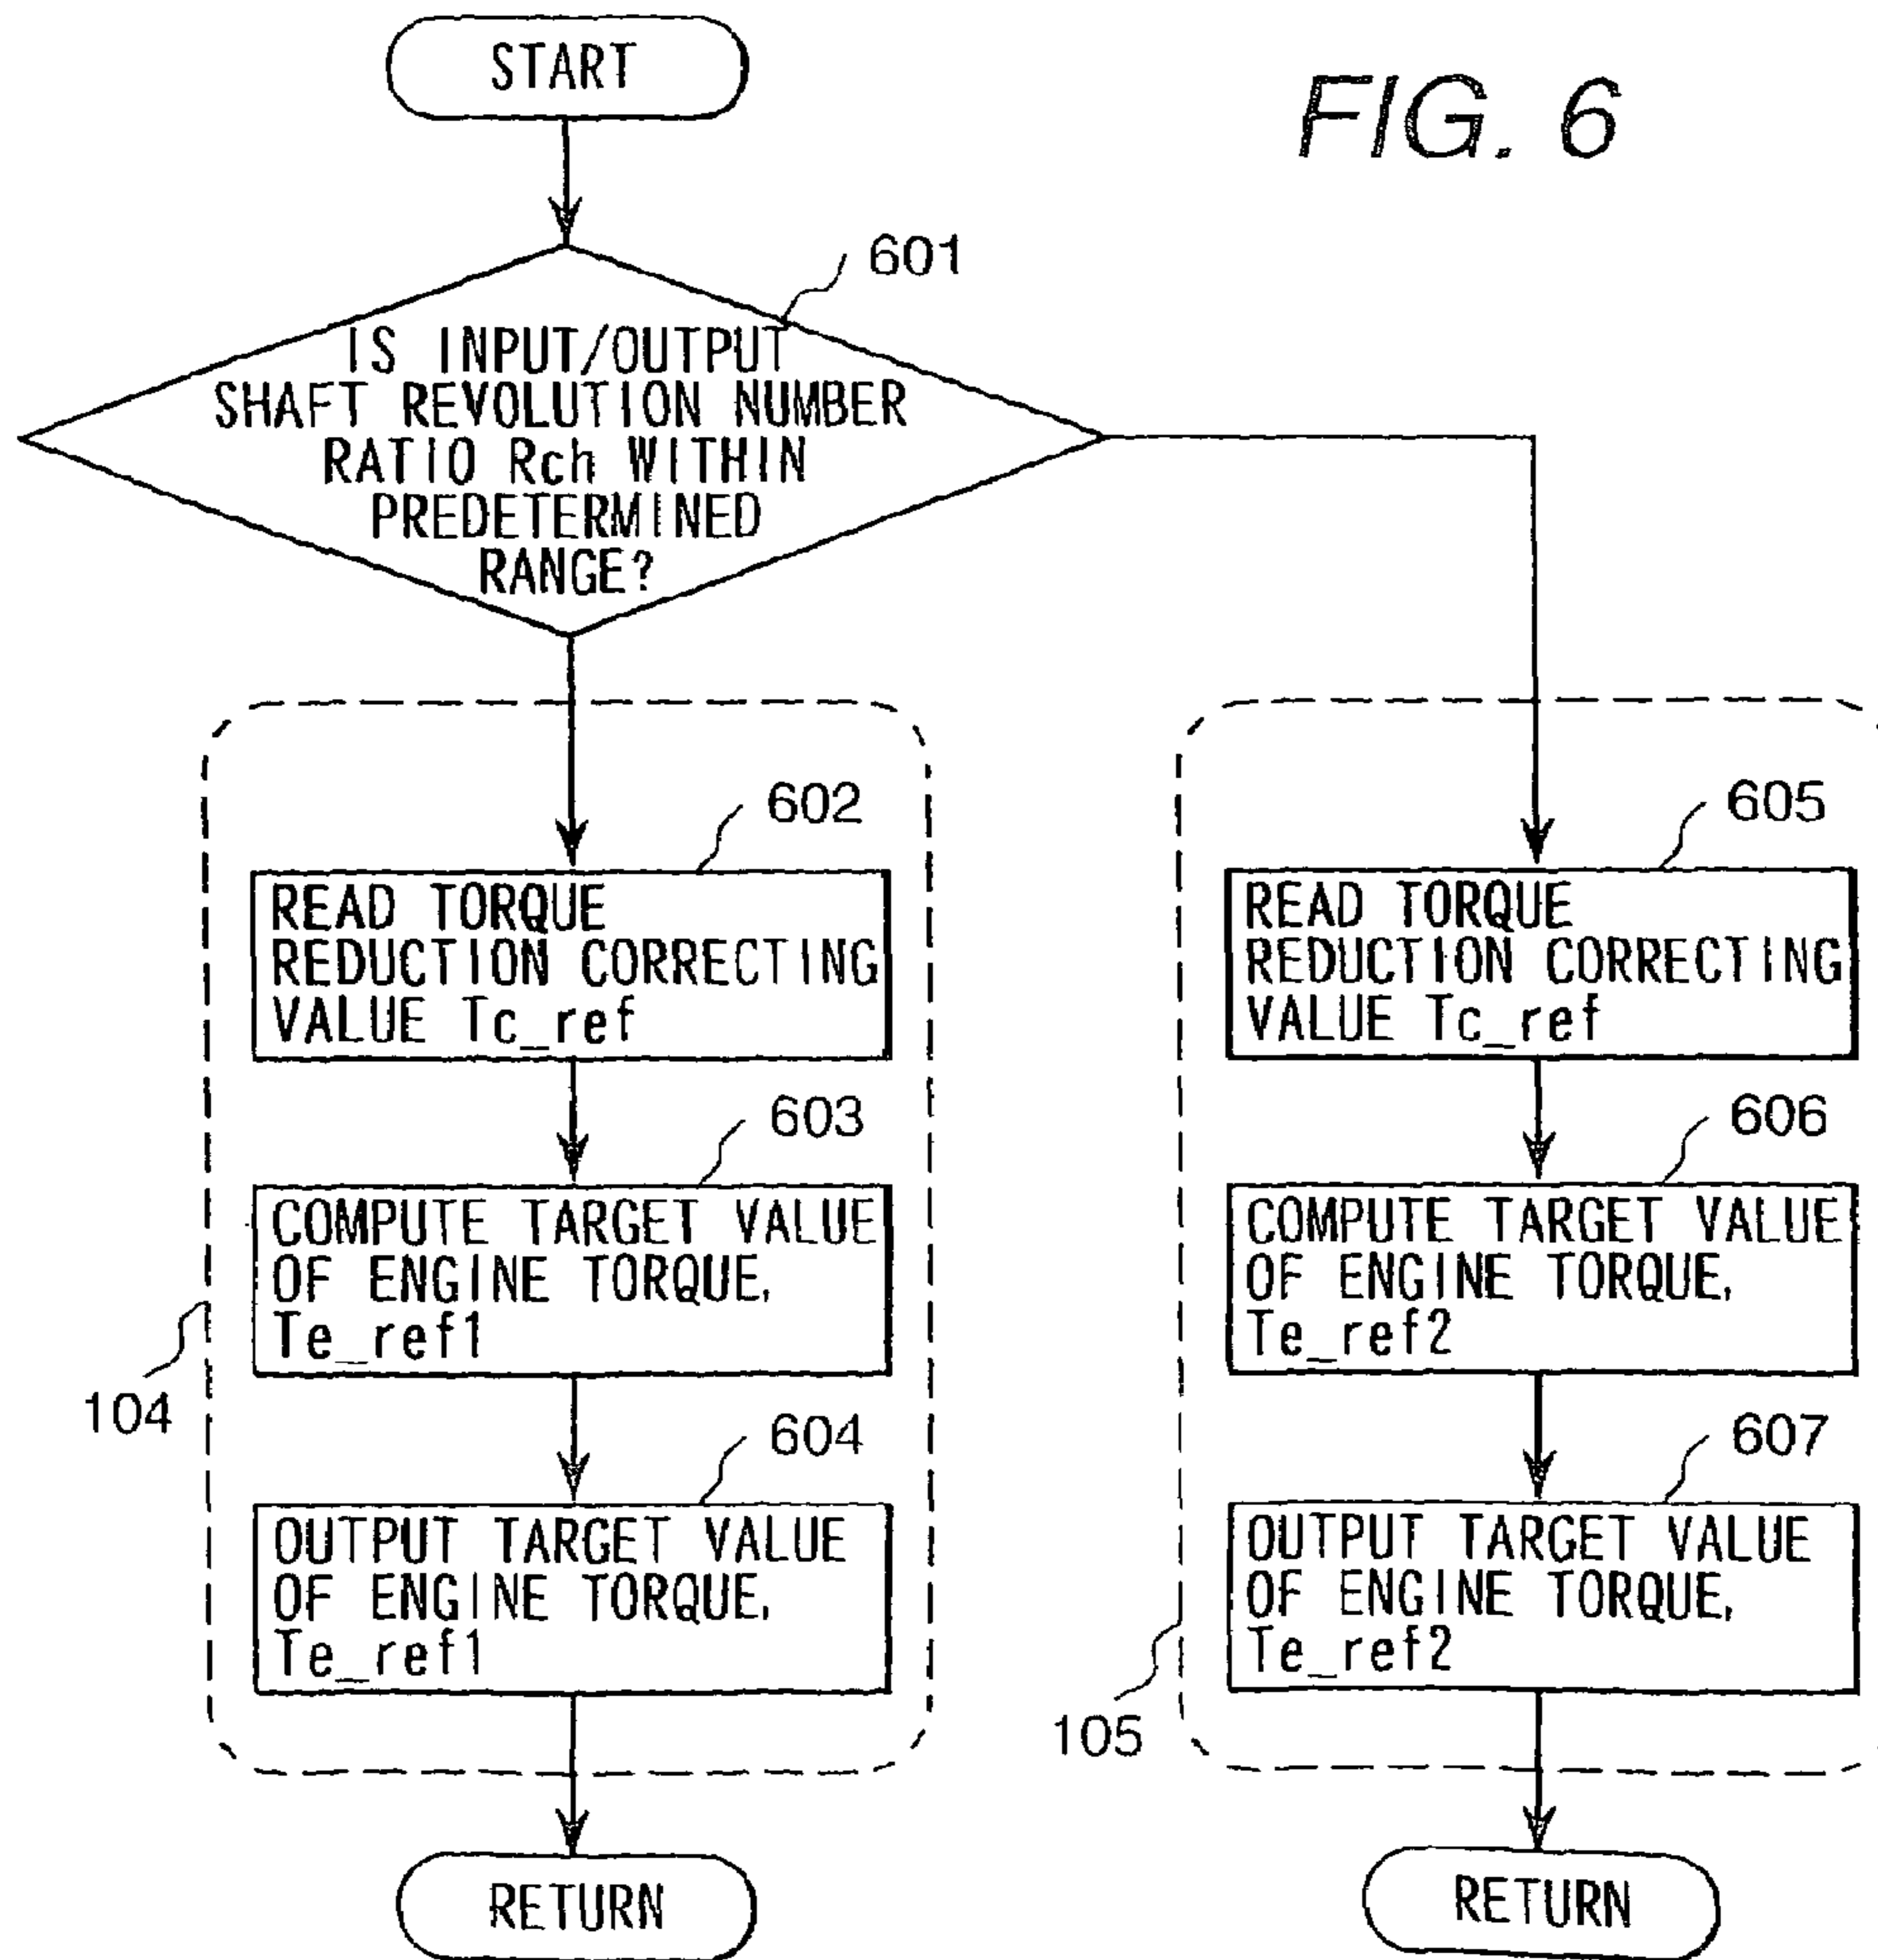 START
FIG. 6
601
IS INPUT/OUTPUT
SHAFT REVOLUTION NUMBER
RATIO Rch WITHIN
PREDETERMINED
RANGE?
602
READ TORQUE
REDUCTION CORRECTING
VALUE Tc_ref
603
COMPUTE TARGET VALUE
OF ENGINE TORQUE,
Te_ref1
104
604
OUTPUT TARGET VALUE
OF ENGINE TORQUE,
Te_ref1
RETURN
605
READ TORQUE
REDUCTION CORRECTING
VALUE Tc_ref
606
COMPUTE TARGET VALUE
OF ENGINE TORQUE,
Te_ref2
607
OUTPUT TARGET VALUE
OF ENGINE TORQUE,
Te_ref2
105
RETURN